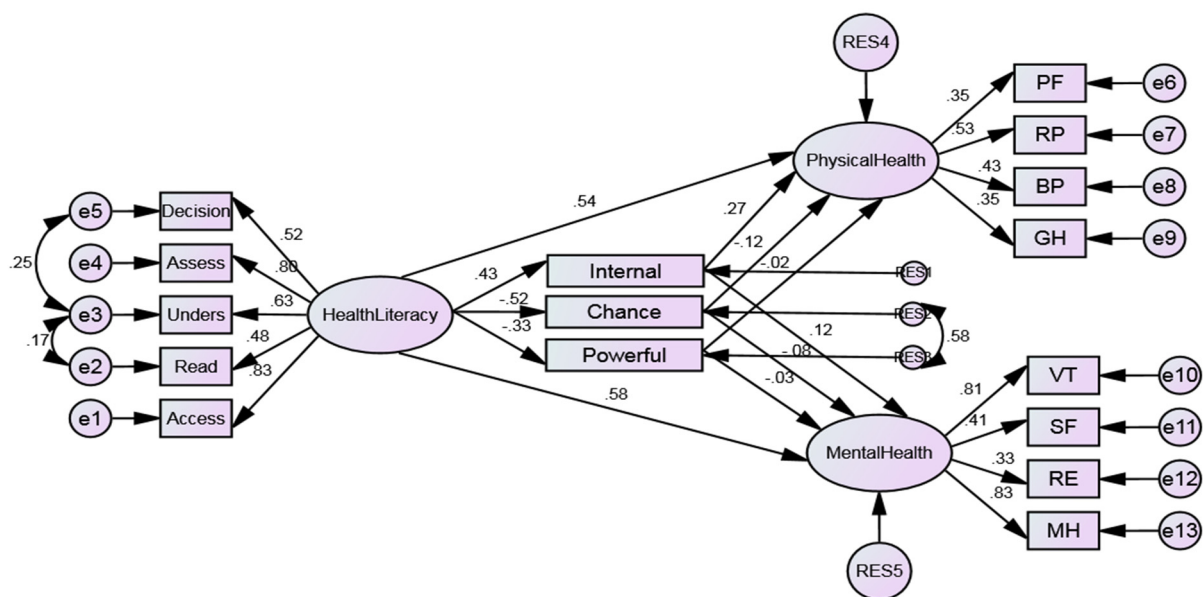 RES4
PF
e6
.35
RP
e7
.53
PhysicalHealth
BP
e8
.43
GH
e9
.35
e5
Decision
.54
.27
.52
e4
Assess
-.12
.25
.80
.43
Internal
-.02
RES1
e3
Unders
.63
HealthLiteracy
-.52
Chance
RES2
.17
.48
-.33
.12
.58
e2
Read
Powerful
-.08
RES3
.83
-.03
VT
e10
e1
Access
.58
.81
SF
e11
.41
MentalHealth
RE
e12
.33
MH
e13
.83
RES5